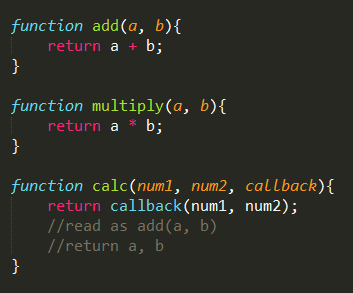 function add(a, b){
    return a + b;
}
function multiply(a, b){
    return a * b;
}
function calc(num1, num2, callback){
    return callback(num1, num2);
    //read as add(a, b)
    //return a, b
}